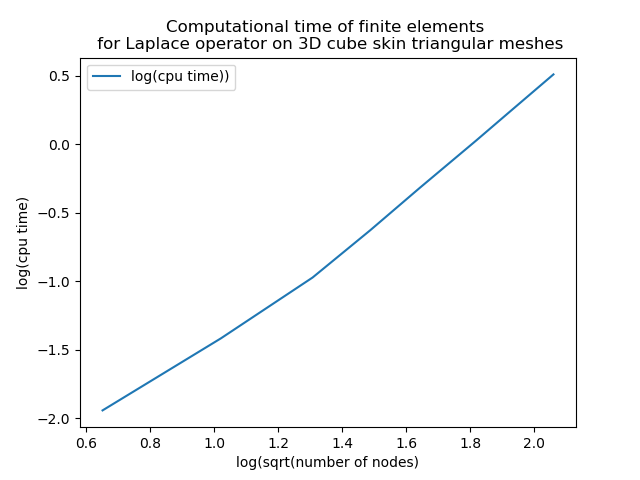 Computational time of finite elements
for Laplace operator on 3D cube skin triangular meshes
log(cpu time))
0.5
0.0
−0.5
−1.0
−1.5
−2.0
log(cpu time)
0.6 0.8 1.0 1.2 1.4 1.6 1.8 2.0
log(sqrt(number of nodes)